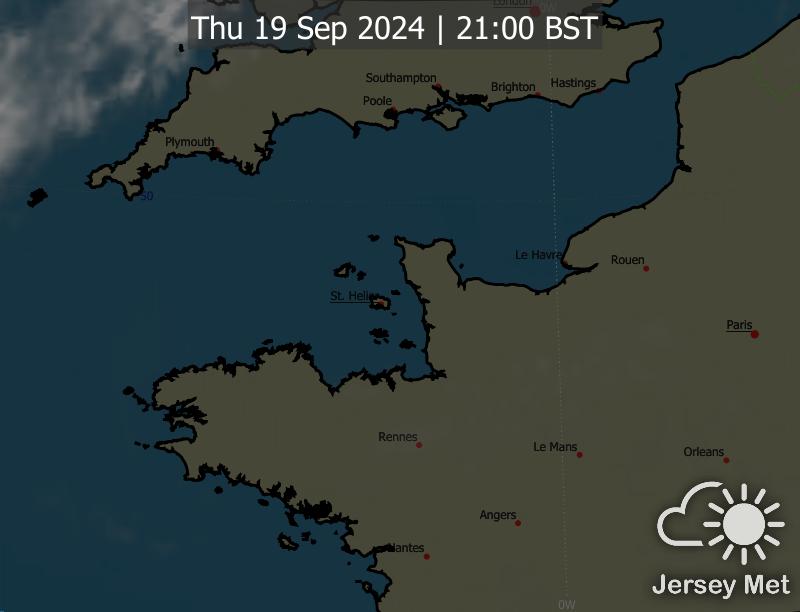 London
0W
Thu 19 Sep 2024 | 21:00 BST
Southampton
Brighton
Hastings
Poole
Plymouth
50
Le Havre
Rouen
St. Helier
Paris
Rennes
Le Mans
Orleans
Angers
Nantes
Jersey Met
0W